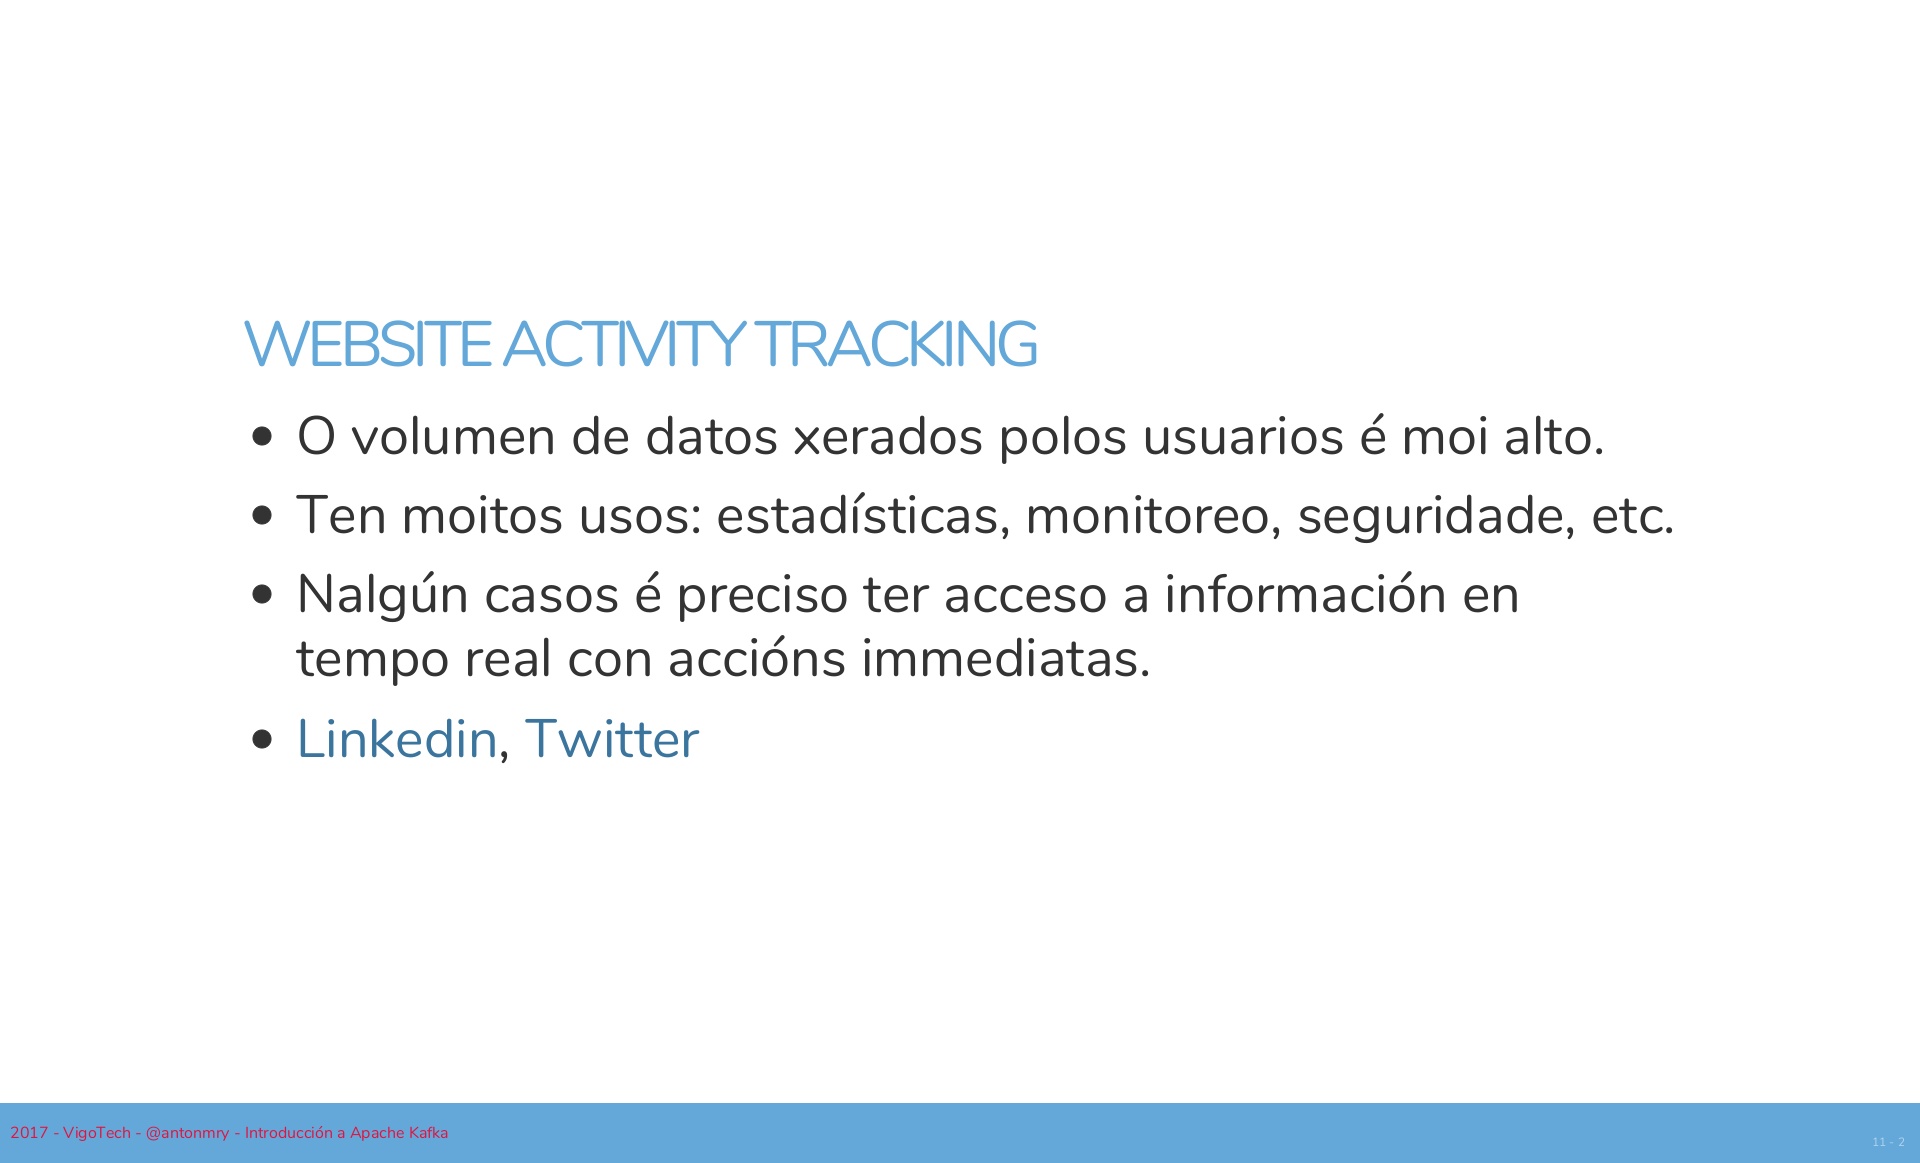 WEBSITE ACTIVITY TRACKING
• O volumen de datos xerados polos usuarios é moi alto.
• Ten moitos usos: estadísticas, monitoreo, seguridade, etc.
• Nalgún casos é preciso ter acceso a información en
tempo real con accións immediatas.
• Linkedin, Twitter
2017 - VigoTech - @antonmry - Introducción a Apache Kafka
11 - 2